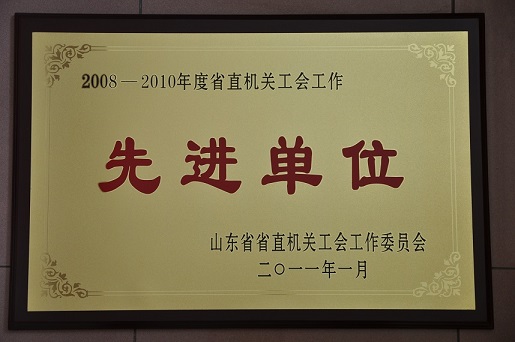 2008—2010年度省直机关工会工作
先进单位
山东省省直机关工会工作委员会
二〇一一年一月